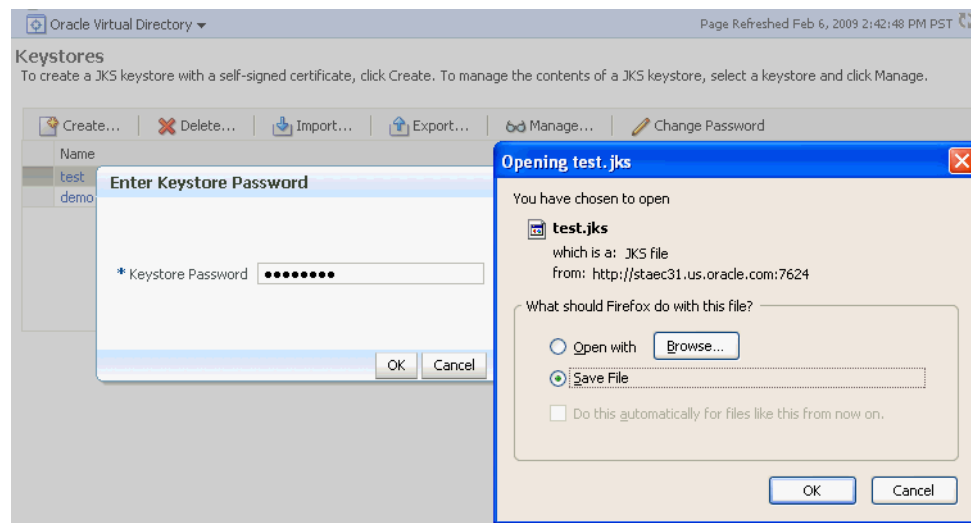 Oracle Virtual Directory
Page Refreshed Feb 6, 2009 2:42:48 PM PST
Keystores
To create a JKS keystore with a self-signed certificate, click Create. To manage the contents of a JKS keystore, select a keystore and click Manage.
Create... Delete... Import... Export... Manage... Change Password
Name
test
demo
Enter Keystore Password
* Keystore Password ●●●●●●●●
OK Cancel
Opening test.jks
You have chosen to open
test.jks
which is a: JKS file
from: http://staec31.us.oracle.com:7624
What should Firefox do with this file?
Open with Browse...
Save File
Do this automatically for files like this from now on.
OK Cancel